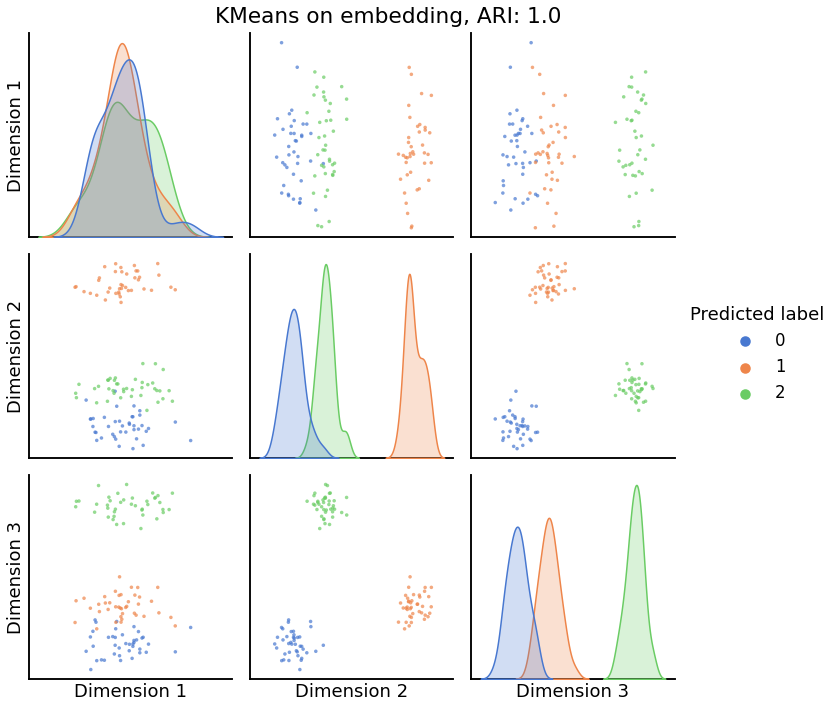 KMeans on embedding, ARI: 1.0
Dimension 1
Dimension 2
Dimension 3
Predicted label
0
1
2
Dimension 1
Dimension 2
Dimension 3